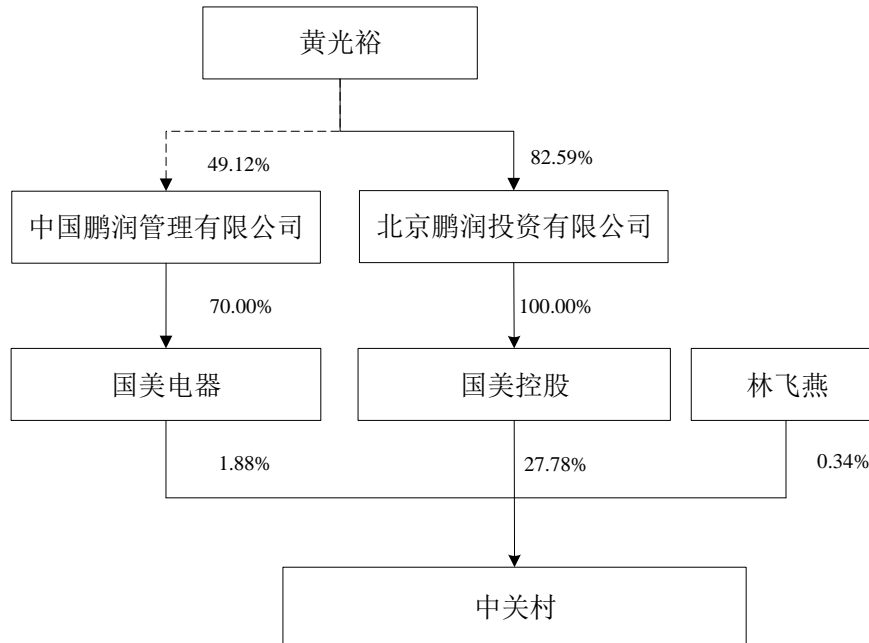 黄光裕
49.12%
82.59%
中国鹏润管理有限公司
北京鹏润投资有限公司
70.00%
100.00%
国美电器
国美控股
林飞燕
1.88%
27.78%
0.34%
中关村